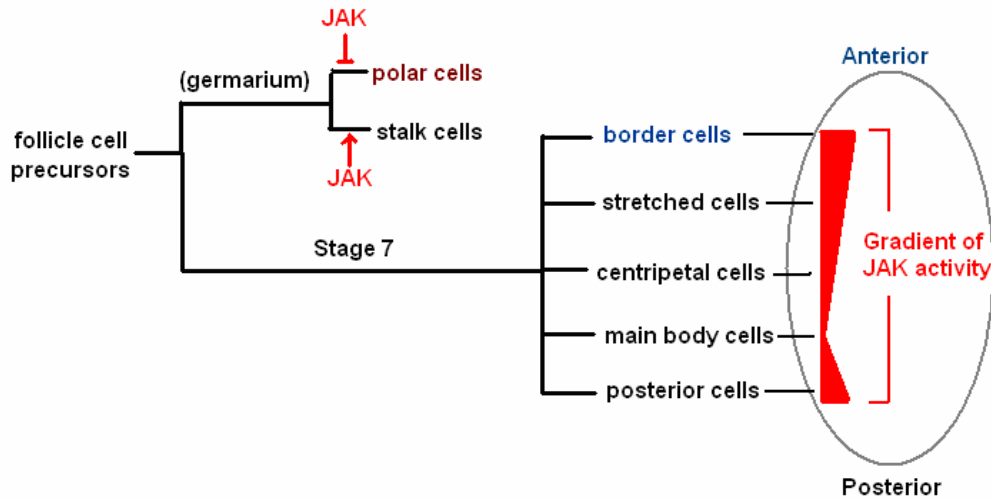 JAK
Anterior
(germarium)
polar cells
stalk cells
follicle cell
precursors
border cells
JAK
stretched cells
Stage 7
Gradient of
JAK activity
centripetal cells
main body cells
posterior cells
Posterior